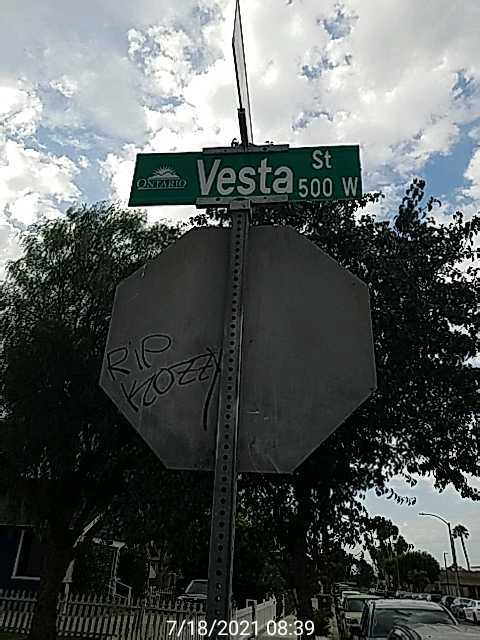 ONTARIO Vesta St
500 W
RIP
KOZZY
7/18/2021 08:39